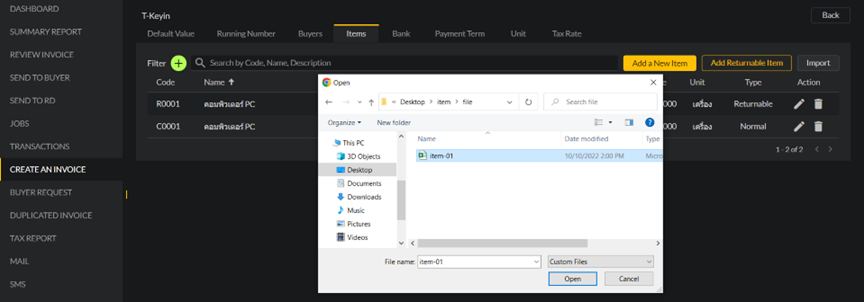 DASHBOARD
SUMMARY REPORT
REVIEW INVOICE
SEND TO BUYER
SEND TO RD
JOBS
TRANSACTIONS
CREATE AN INVOICE
BUYER REQUEST
DUPLICATED INVOICE
TAX REPORT
MAIL
SMS
T-Keyin
Back
Default Value Running Number Buyers Items Bank Payment Term Unit Tax Rate
Filter + Search by Code, Name, Description Add a New Item Add Returnable Item Import
Code Name Unit Type Action
R0001 คอมพิวเตอร์ PC 000 เครื่อง Returnable
C0001 คอมพิวเตอร์ PC 000 เครื่อง Normal
1 - 2 of 2
Open
« Desktop › item › file Search file
Organize New folder
This PC
3D Objects
Desktop
Documents
Downloads
Music
Pictures
Videos
Name Date modified Type
item-01 10/10/2022 2:00 PM Micro
File name: item-01 Custom Files
Open Cancel